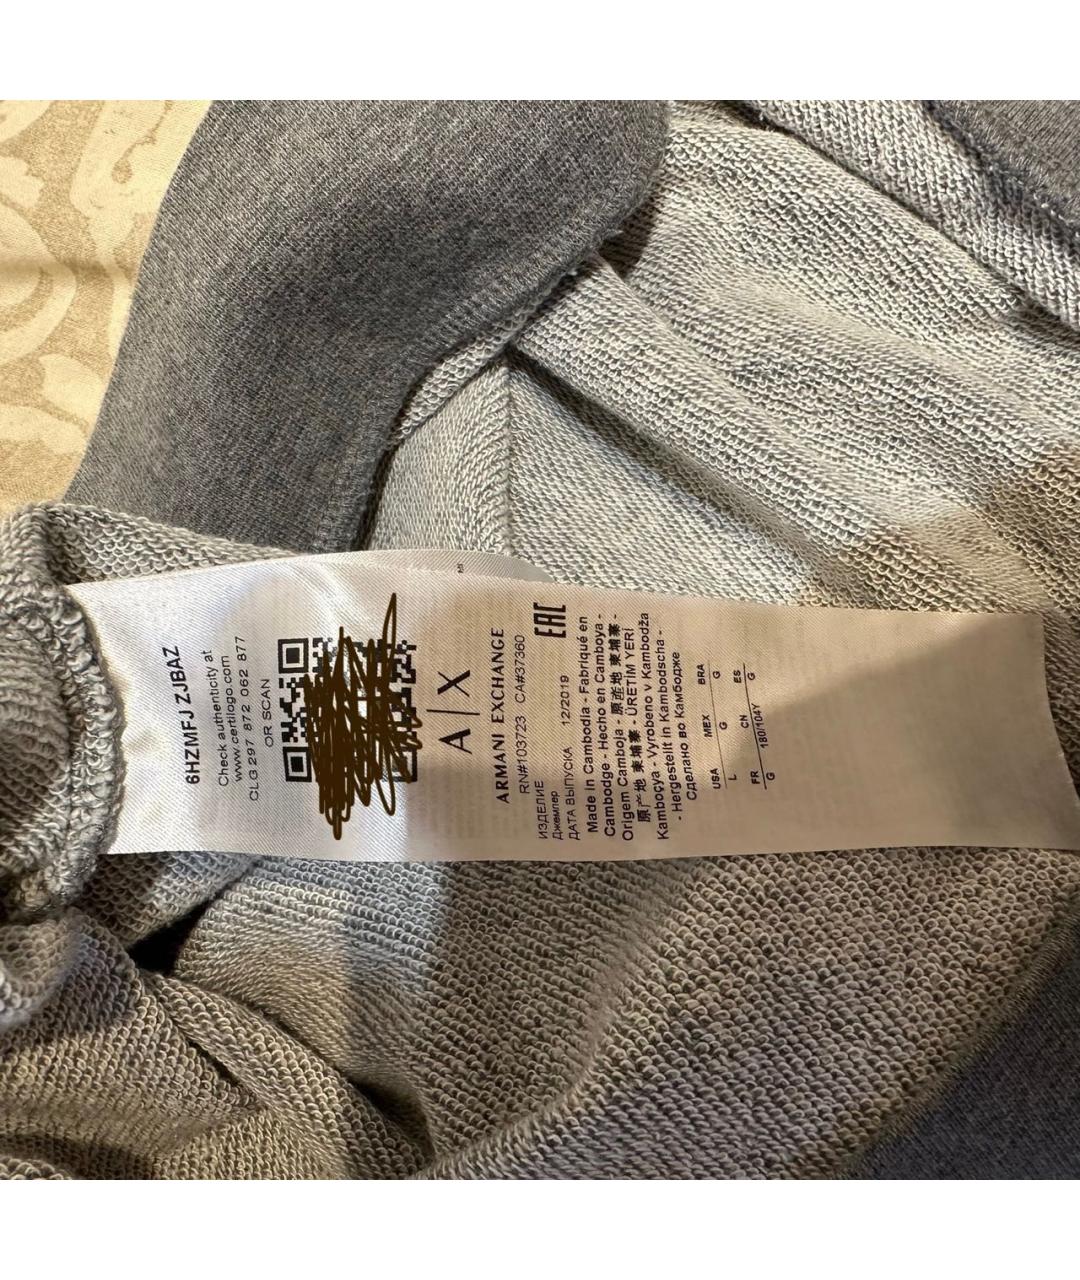 6HZMFJ ZJBAZ
Check authenticity at
www.certilogo.com
CLG 297 872 062 877
OR SCAN
A|X
ARMANI EXCHANGE
RN#103723 CA#37360
EAC
ИЗДЕЛИЕ
Джемпер
ДАТА ВЫПУСКА 12/2019
Made in Cambodia - Fabriqué en
Cambodge - Hecho en Camboya -
Origem Camboja - 原產地 柬埔寨 -
原产地 柬埔寨 - ÜRETİM YERİ
Kamboçya - Vyrobeno v Kambodža
- Hergestellt in Kambodscha -
Сделано во Камбодже
USA MEX BRA
L G G
FR CN ES
G 180/104Y G